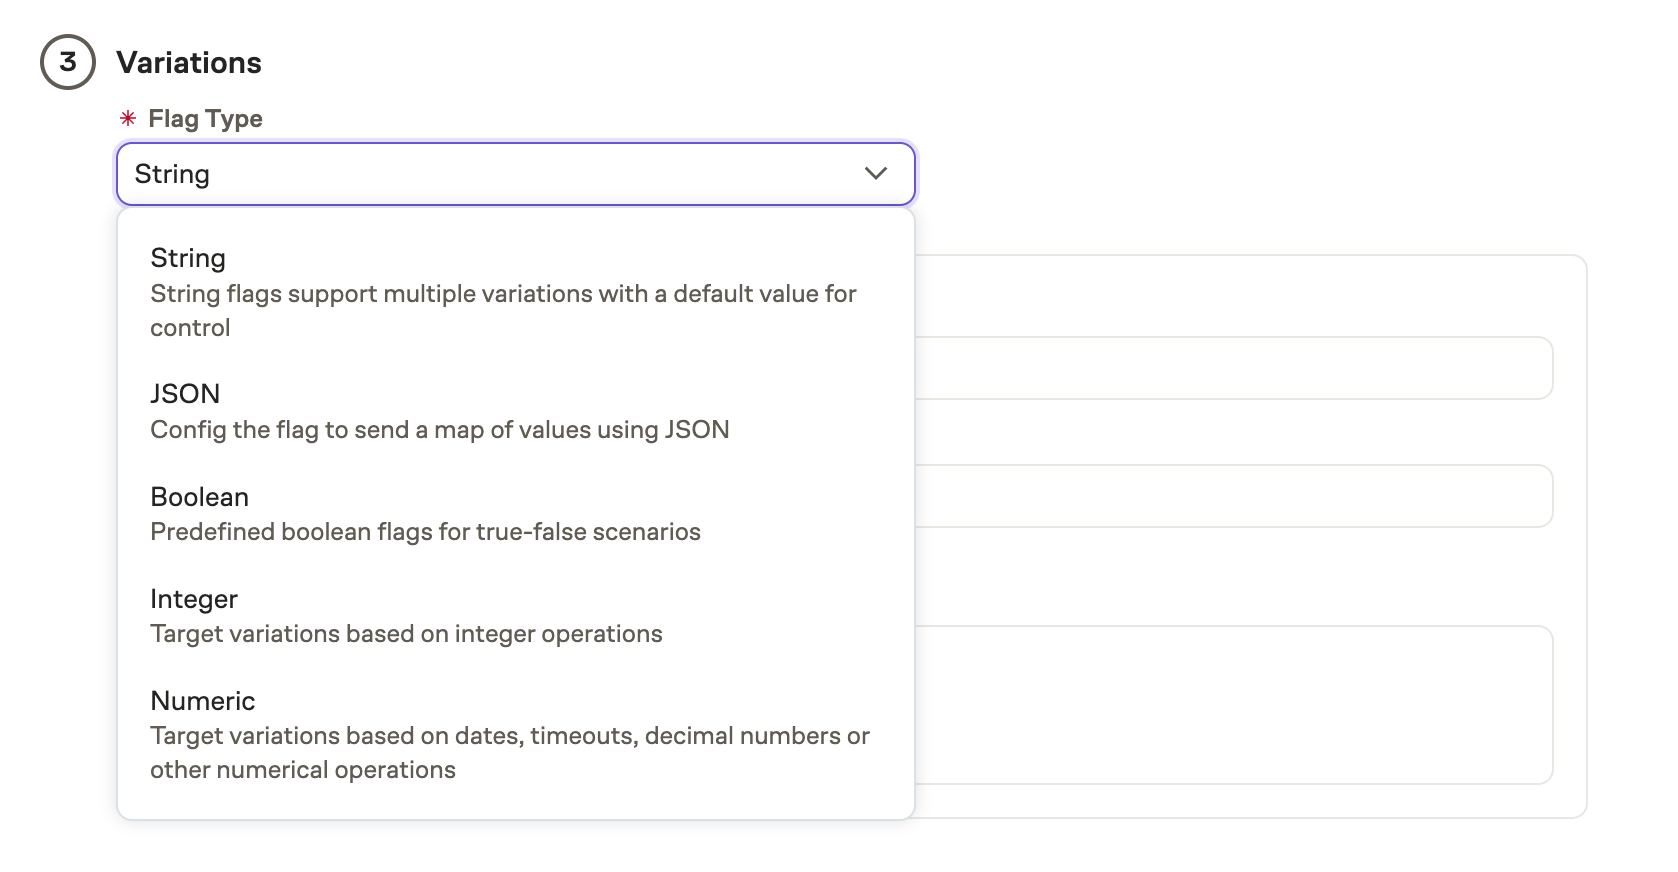 3 Variations
* Flag Type
String
String
String flags support multiple variations with a default value for
control
JSON
Config the flag to send a map of values using JSON
Boolean
Predefined boolean flags for true-false scenarios
Integer
Target variations based on integer operations
Numeric
Target variations based on dates, timeouts, decimal numbers or
other numerical operations